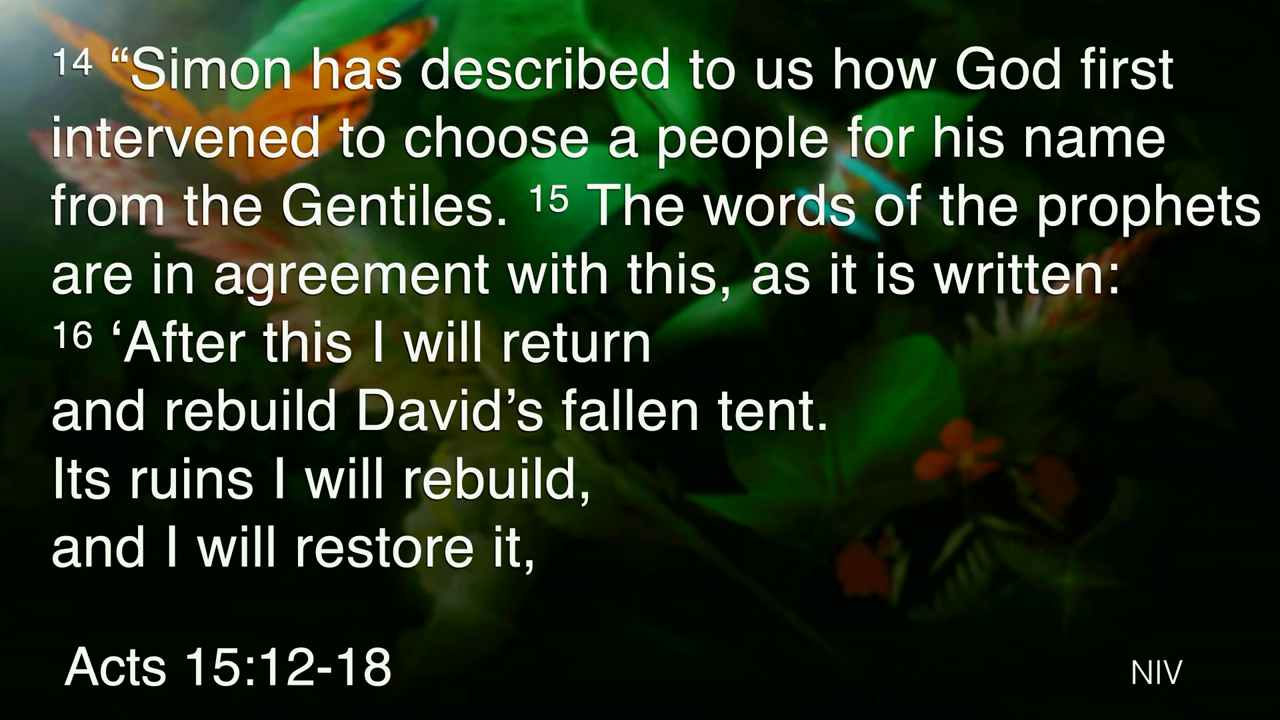 14 “Simon has described to us how God first
intervened to choose a people for his name
from the Gentiles. 15 The words of the prophets
are in agreement with this, as it is written:
16 ‘After this I will return
and rebuild David’s fallen tent.
Its ruins I will rebuild,
and I will restore it,
Acts 15:12-18
NIV